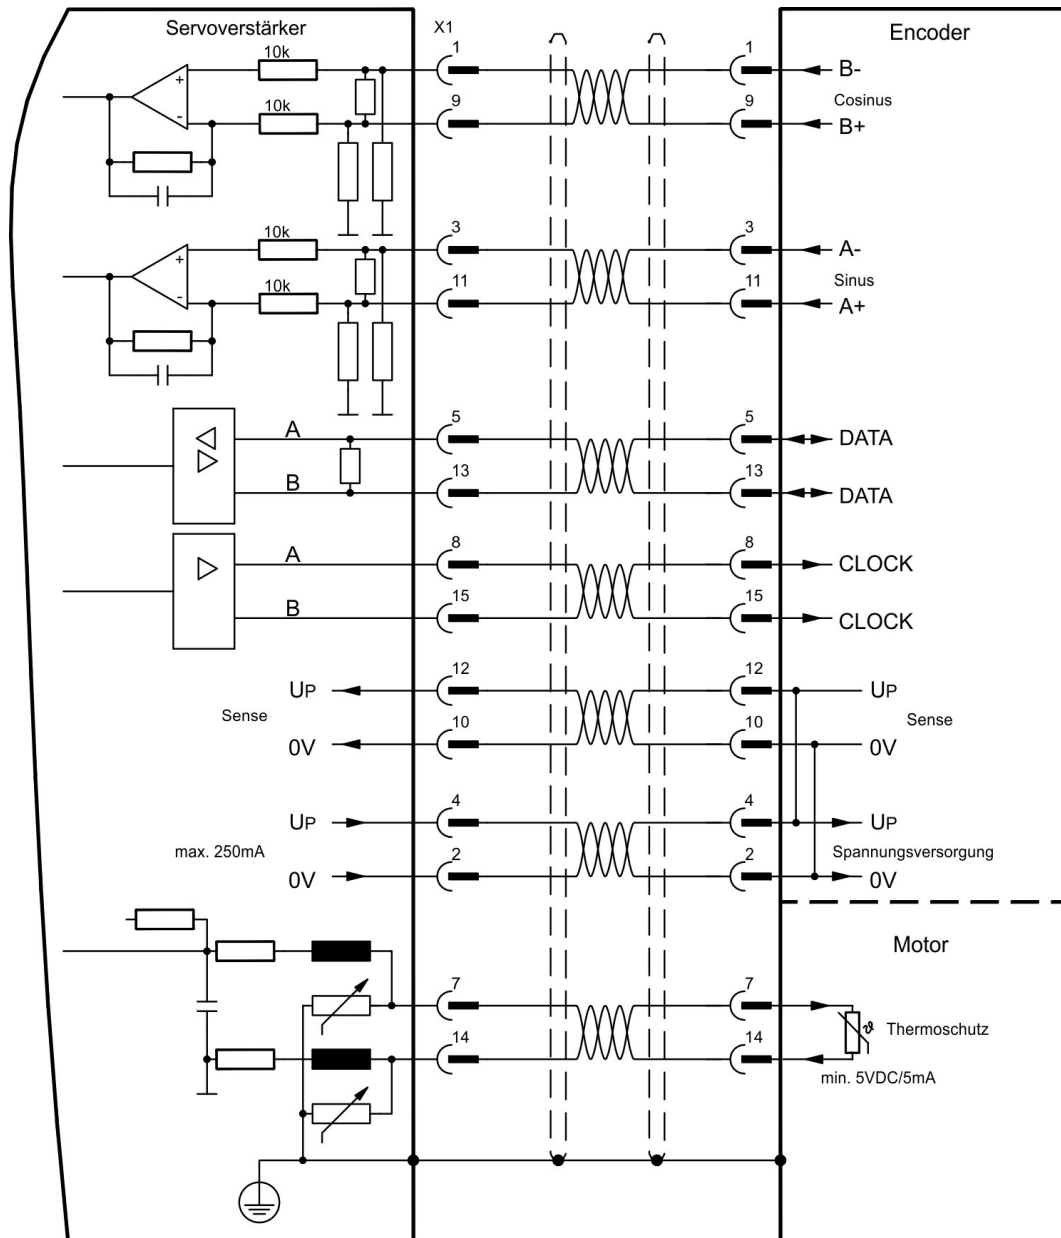 Servoverstärker
X1
Encoder
10k
1
1
B-
Cosinus
10k
9
9
B+
+
-
10k
3
3
A-
Sinus
10k
11
11
A+
+
-
A
5
5
DATA
B
13
13
DATA
A
8
8
CLOCK
B
15
15
CLOCK
UP
12
12
UP
Sense
Sense
0V
10
10
0V
UP
4
4
UP
max. 250mA
Spannungsversorgung
0V
2
2
0V
Motor
7
7
ϑ Thermoschutz
14
14
min. 5VDC/5mA